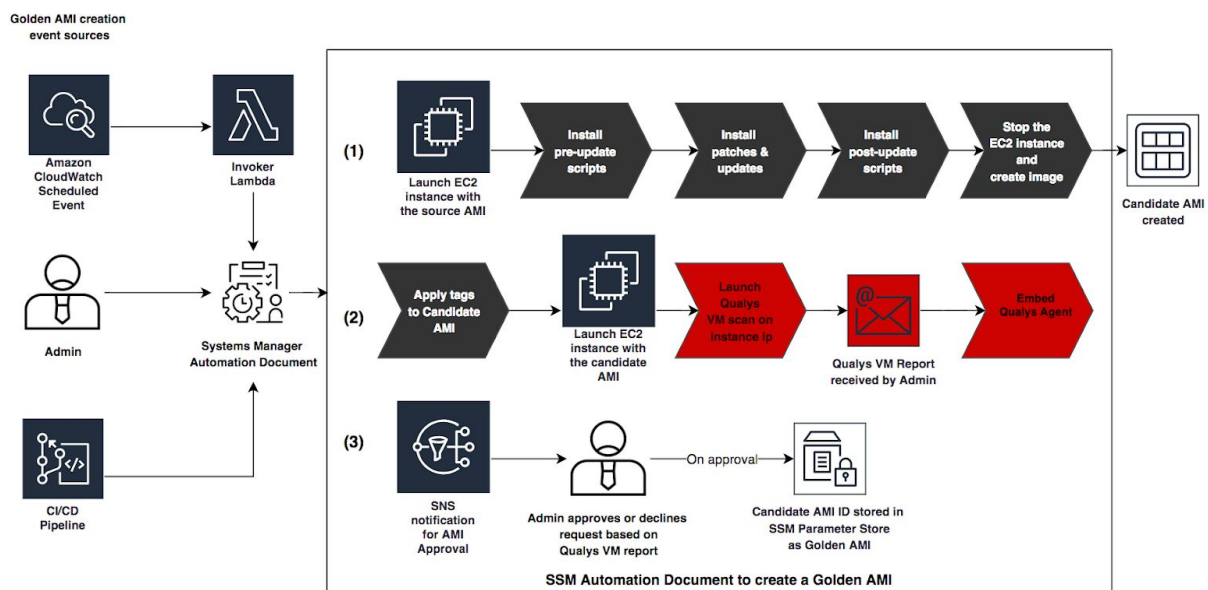 Golden AMI creation
event sources
Amazon
CloudWatch
Scheduled
Event
Invoker
Lambda
Admin
Systems Manager
Automation Document
CI/CD
Pipeline
(1)
Launch EC2
instance with
the source AMI
Install
pre-update
scripts
Install
patches &
updates
Install
post-update
scripts
Stop the
EC2 instance
and
create image
Candidate AMI
created
(2)
Apply tags
to Candidate
AMI
Launch EC2
instance with
the candidate
AMI
Launch
Qualys
VM scan on
instance ip
@
Qualys VM Report
received by Admin
Embed
Qualys Agent
(3)
</>
SNS
notification
for AMI
Approval
Admin approves or declines
request based on
Qualys VM report
On approval
Candidate AMI ID stored in
SSM Parameter Store
as Golden AMI
SSM Automation Document to create a Golden AMI